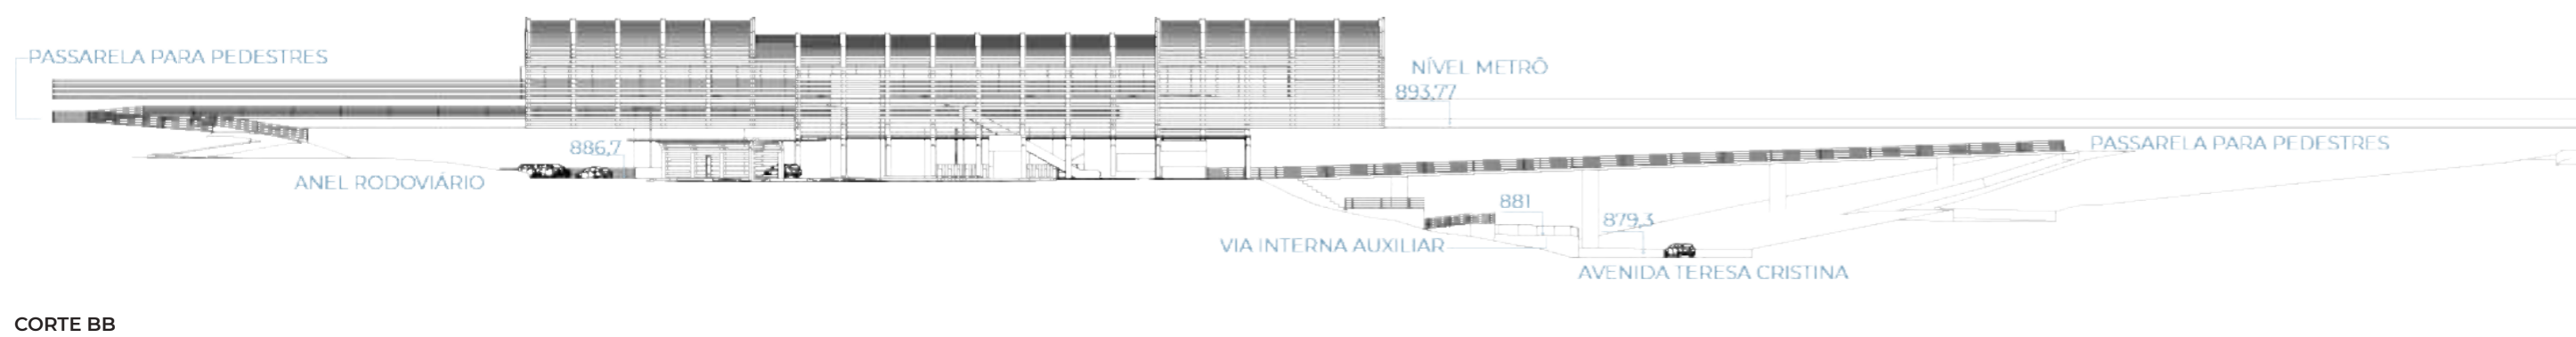 PASSARELA PARA PEDESTRES
NÍVEL METRÔ
893,77
886,7
PASSARELA PARA PEDESTRES
ANEL RODOVIÁRIO
881
879,3
VIA INTERNA AUXILIAR
AVENIDA TERESA CRISTINA
CORTE BB